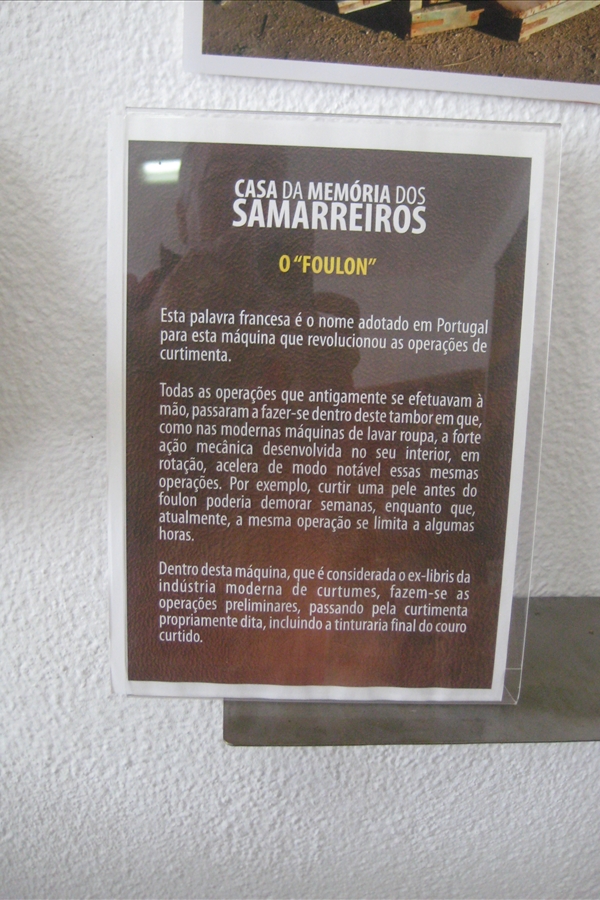 CASA DA MEMÓRIA DOS
SAMARREIROS
O “FOULON”
Esta palavra francesa é o nome adotado em Portugal
para esta máquina que revolucionou as operações de
curtimenta.
Todas as operações que antigamente se efetuavam à
mão, passaram a fazer-se dentro deste tambor em que,
como nas modernas máquinas de lavar roupa, a forte
ação mecânica desenvolvida no seu interior, em
rotação, acelera de modo notável essas mesmas
operações. Por exemplo, curtir uma pele antes do
foulon poderia demorar semanas, enquanto que,
atualmente, a mesma operação se limita a algumas
horas.
Dentro desta máquina, que é considerada o ex-libris da
indústria moderna de curtumes, fazem-se as
operações preliminares, passando pela curtimenta
propriamente dita, incluindo a tinturaria final do couro
curtido.